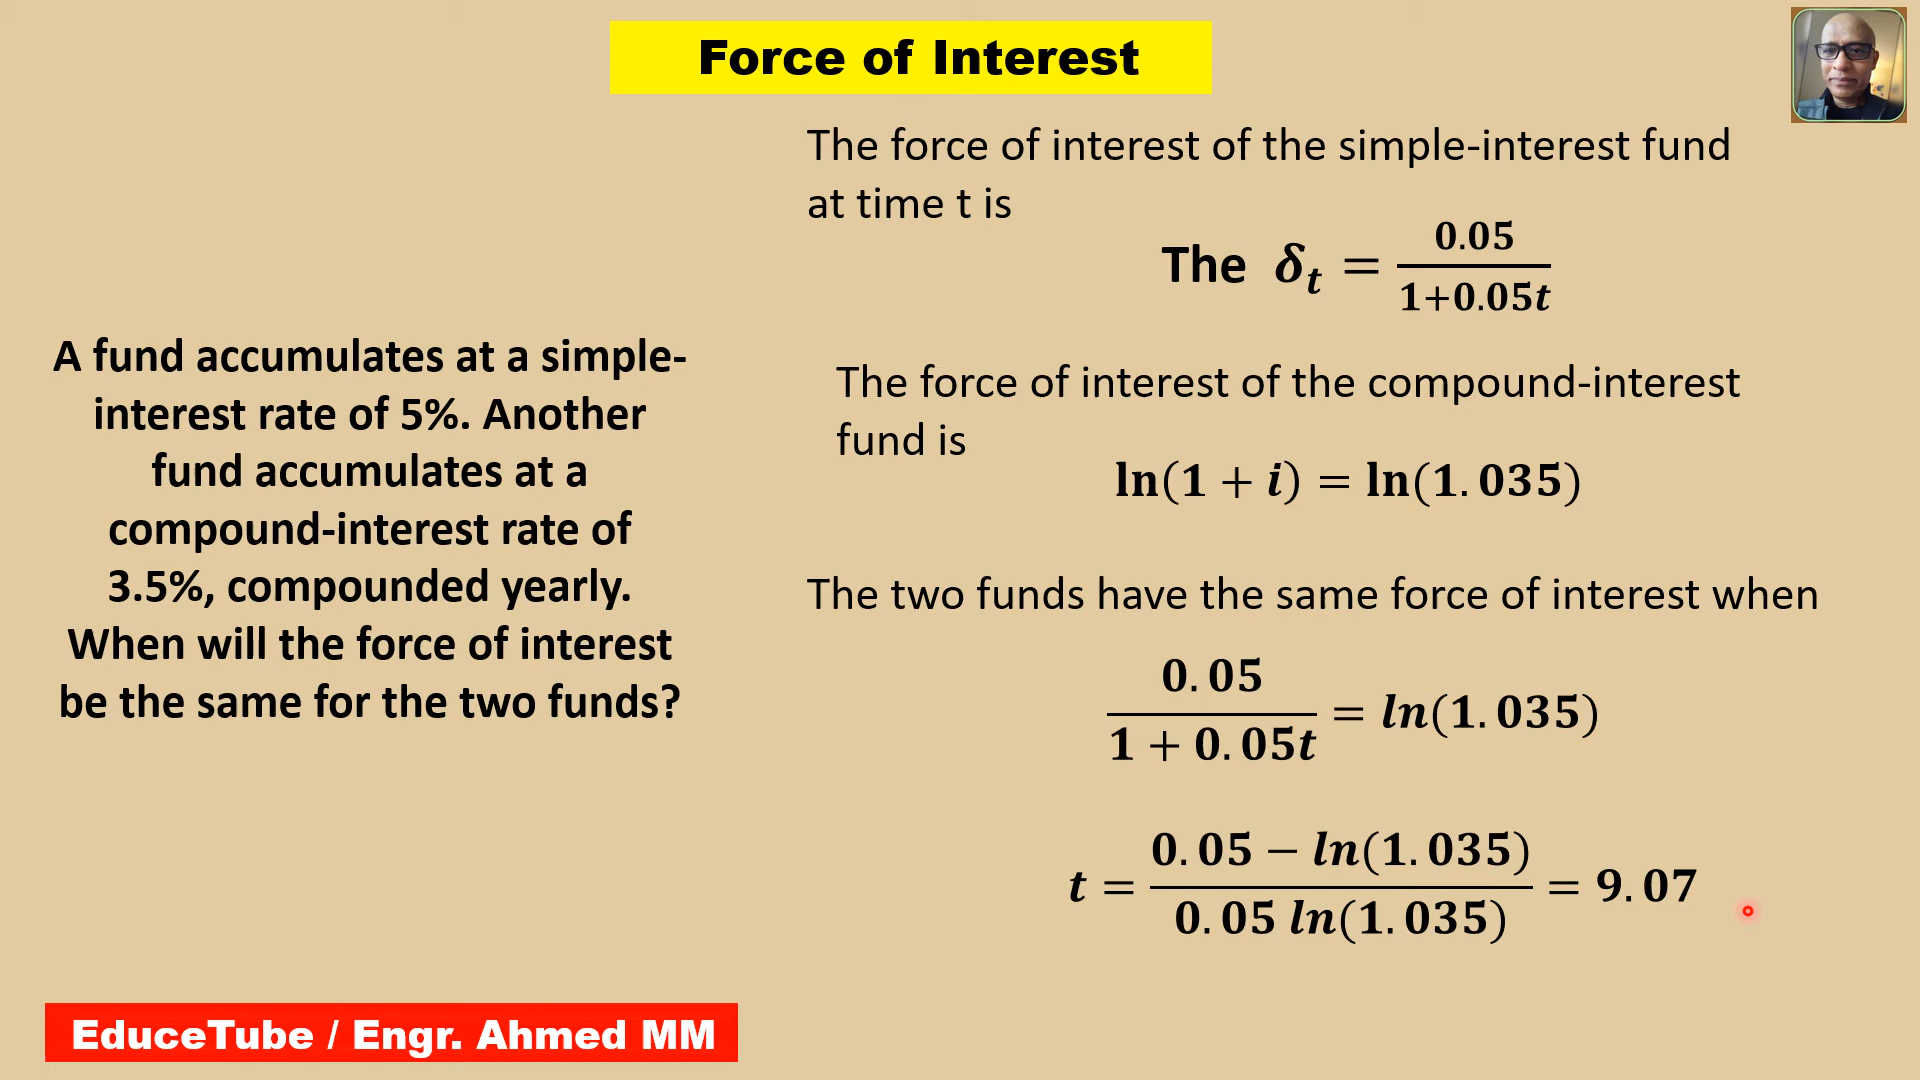 Force of Interest
A fund accumulates at a simple-
interest rate of 5%. Another
fund accumulates at a
compound-interest rate of
3.5%, compounded yearly.
When will the force of interest
be the same for the two funds?
The force of interest of the simple-interest fund
at time t is
The δₜ = 0.05 / 1+0.05t
The force of interest of the compound-interest
fund is
ln(1 + i) = ln(1.035)
The two funds have the same force of interest when
0.05 / 1 + 0.05t = ln(1.035)
t = 0.05 − ln(1.035) / 0.05 ln(1.035) = 9.07
EduceTube / Engr. Ahmed MM